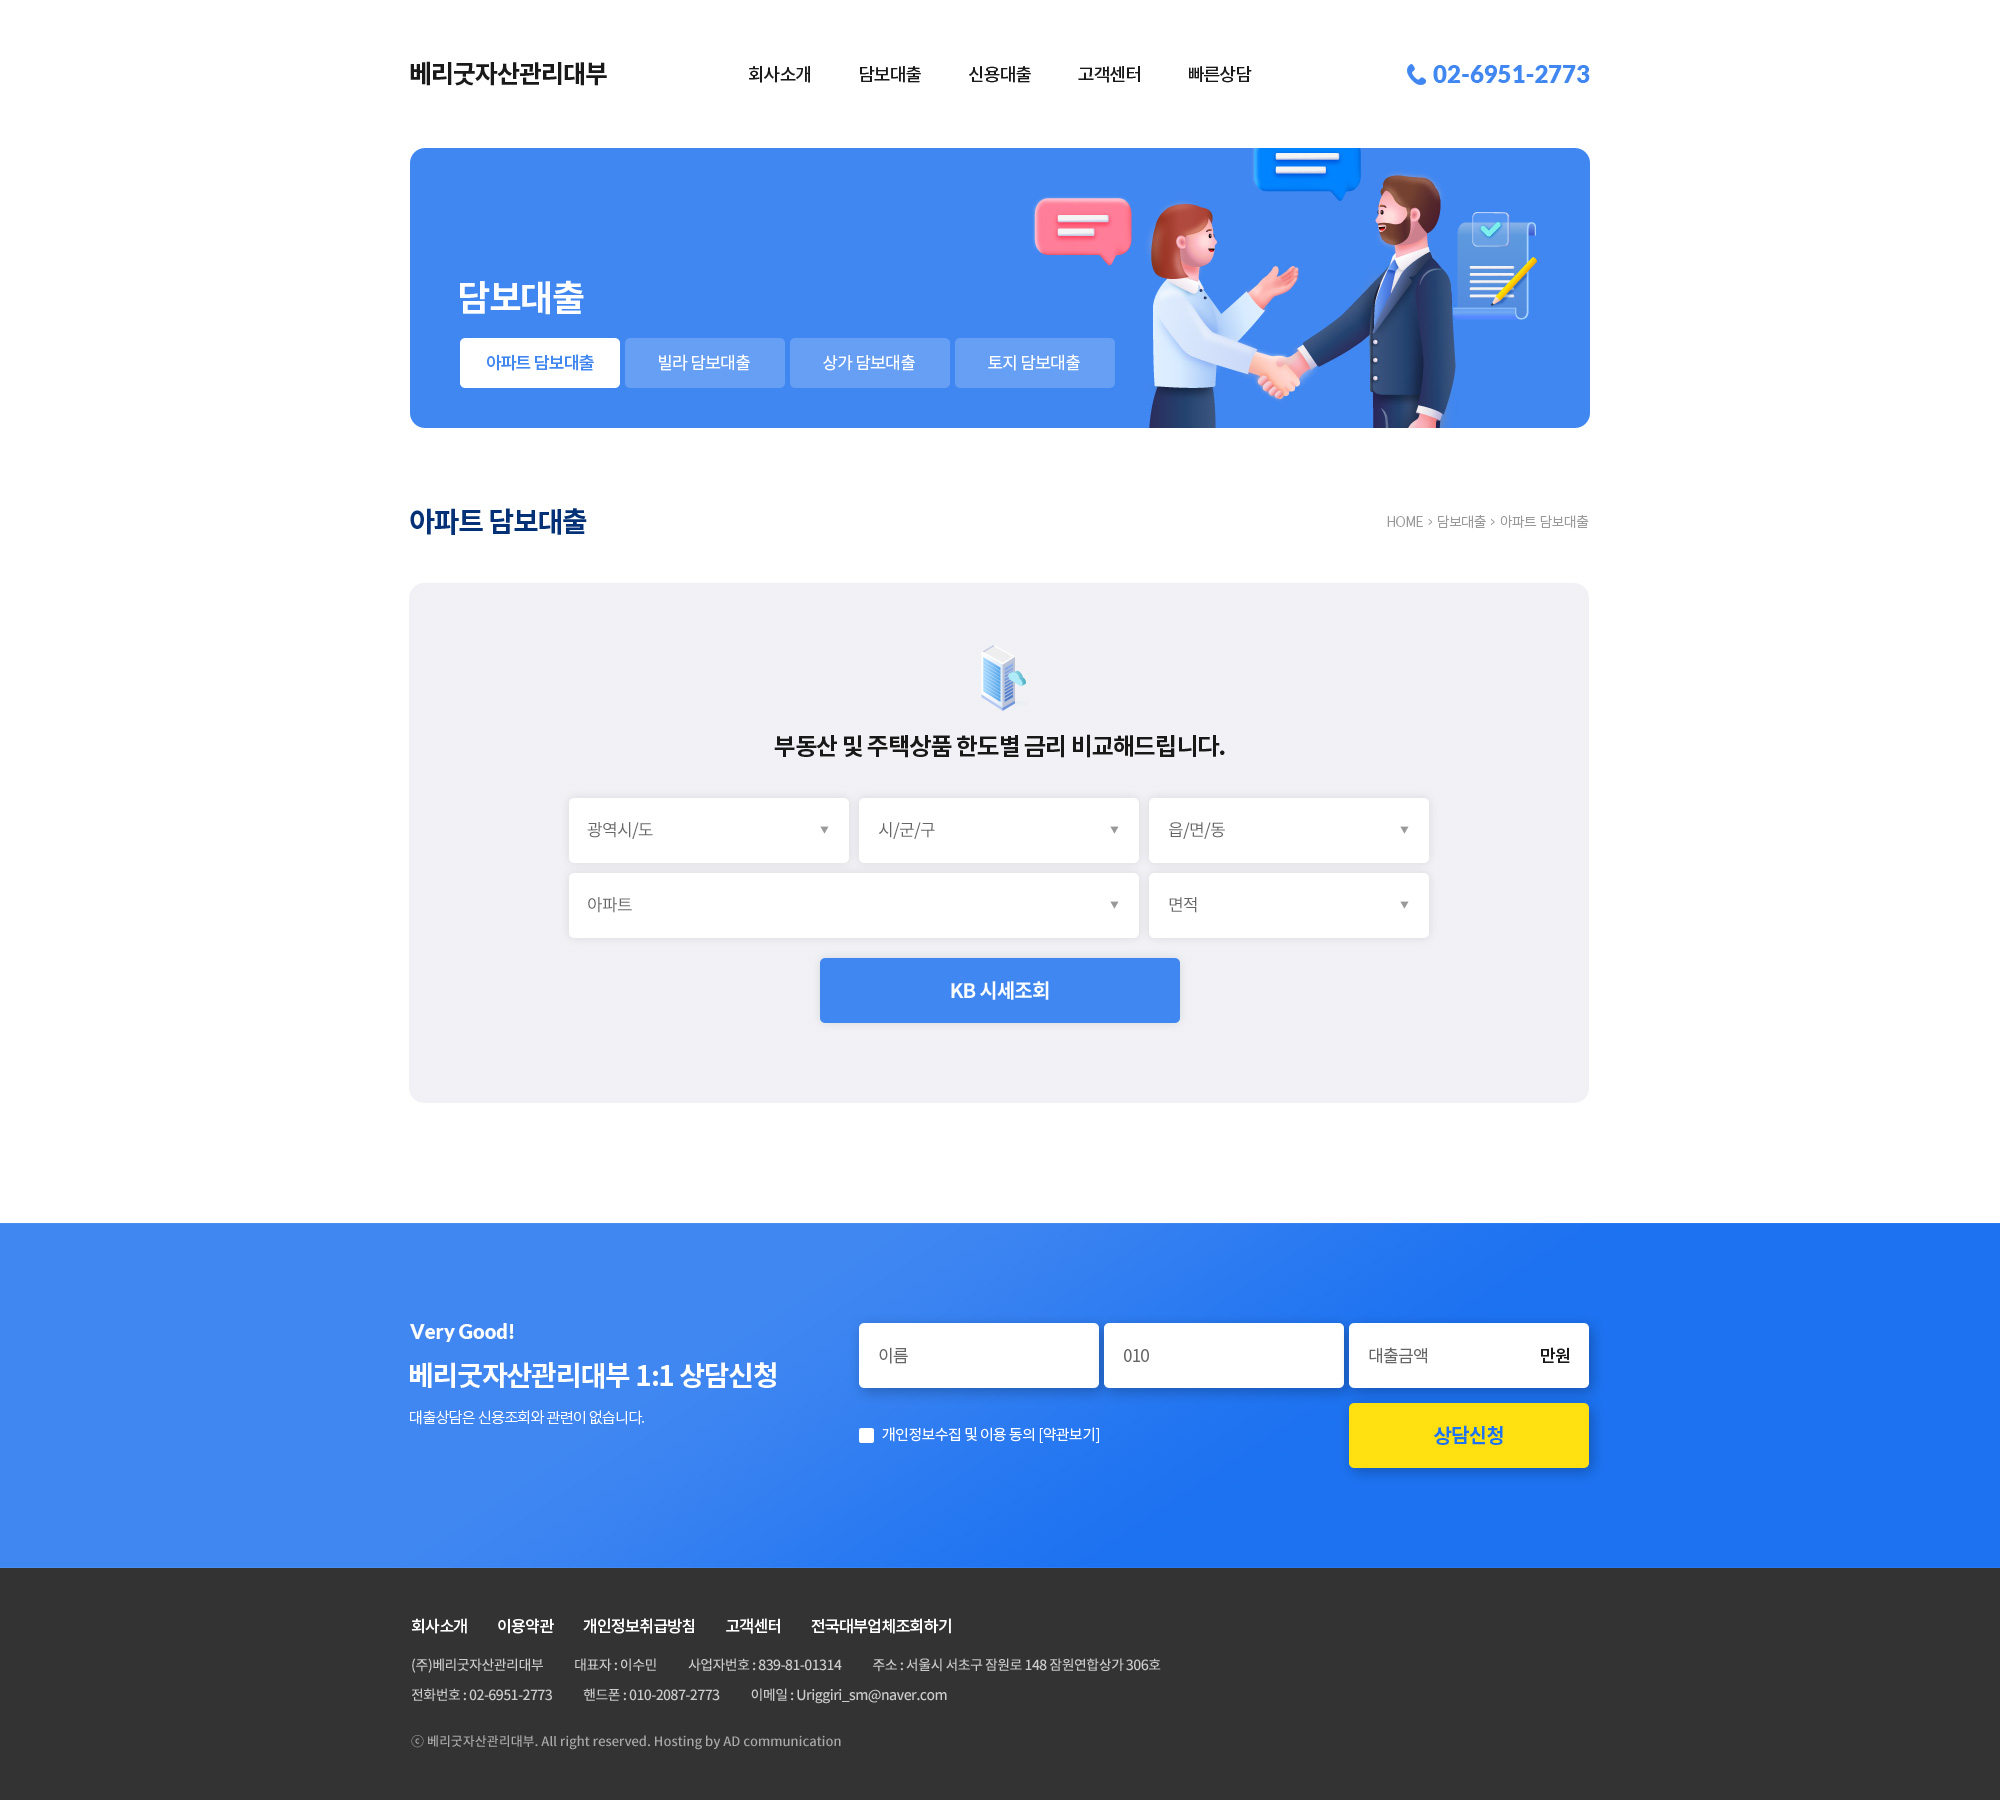 베리굿자산관리대부
회사소개 담보대출 신용대출 고객센터 빠른상담
02-6951-2773
담보대출
아파트 담보대출 빌라 담보대출 상가 담보대출 토지 담보대출
아파트 담보대출
HOME > 담보대출 > 아파트 담보대출
부동산 및 주택상품 한도별 금리 비교해드립니다.
광역시/도 ▼ 시/군/구 ▼ 읍/면/동 ▼
아파트 ▼ 면적 ▼
KB 시세조회
Very Good!
베리굿자산관리대부 1:1 상담신청
대출상담은 신용조회와 관련이 없습니다.
이름 010 대출금액 만원
개인정보수집 및 이용 동의 [약관보기]
상담신청
회사소개 이용약관 개인정보취급방침 고객센터 전국대부업체조회하기
(주)베리굿자산관리대부 대표자 : 이수민 사업자번호 : 839-81-01314 주소 : 서울시 서초구 잠원로 148 잠원연합상가 306호
전화번호 : 02-6951-2773 핸드폰 : 010-2087-2773 이메일 : Uriggiri_sm@naver.com
ⓒ 베리굿자산관리대부. All right reserved. Hosting by AD communication